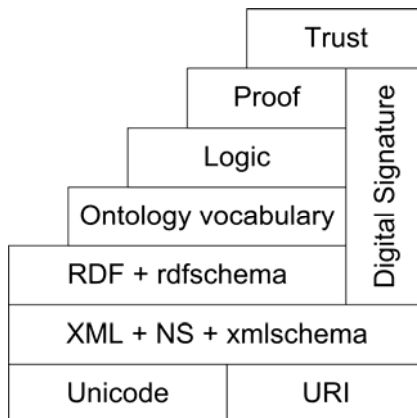 Trust
Proof
Digital Signature
Logic
Ontology vocabulary
RDF + rdfschema
XML + NS + xmlschema
Unicode
URI